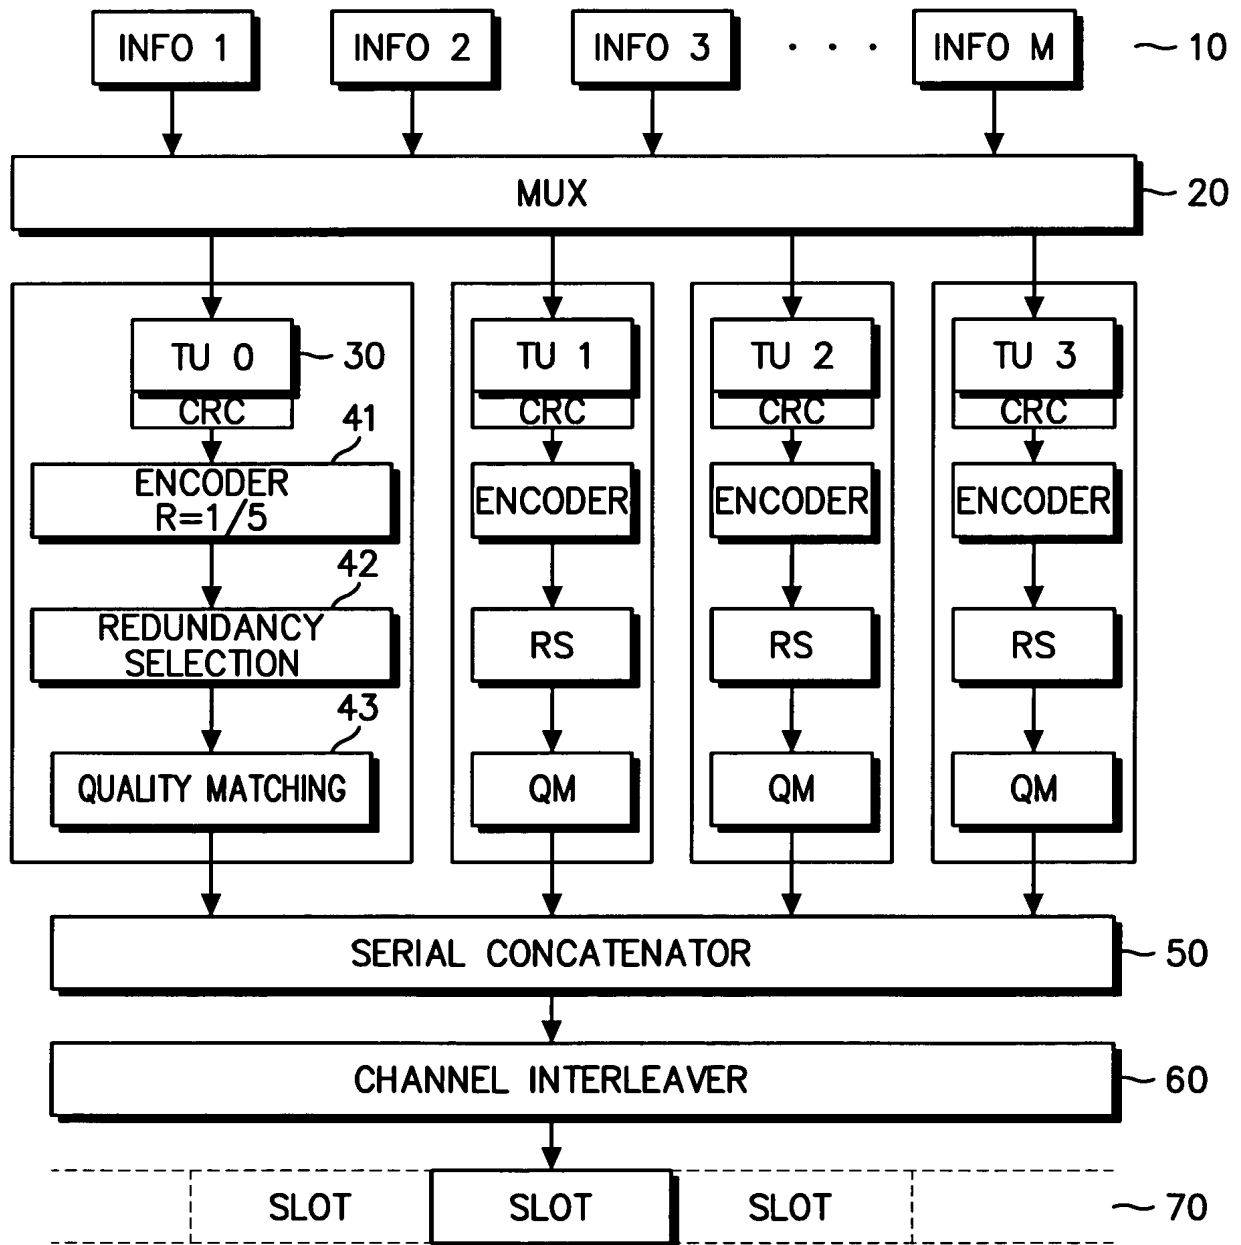 INFO 1 INFO 2 INFO 3 · · · INFO M 10
MUX 20
TU 0 30 TU 1 TU 2 TU 3
CRC CRC CRC CRC
41
ENCODER
R=1/5
ENCODER ENCODER ENCODER
42
REDUNDANCY
SELECTION
RS RS RS
43
QUALITY MATCHING QM QM QM
SERIAL CONCATENATOR 50
CHANNEL INTERLEAVER 60
SLOT SLOT SLOT 70